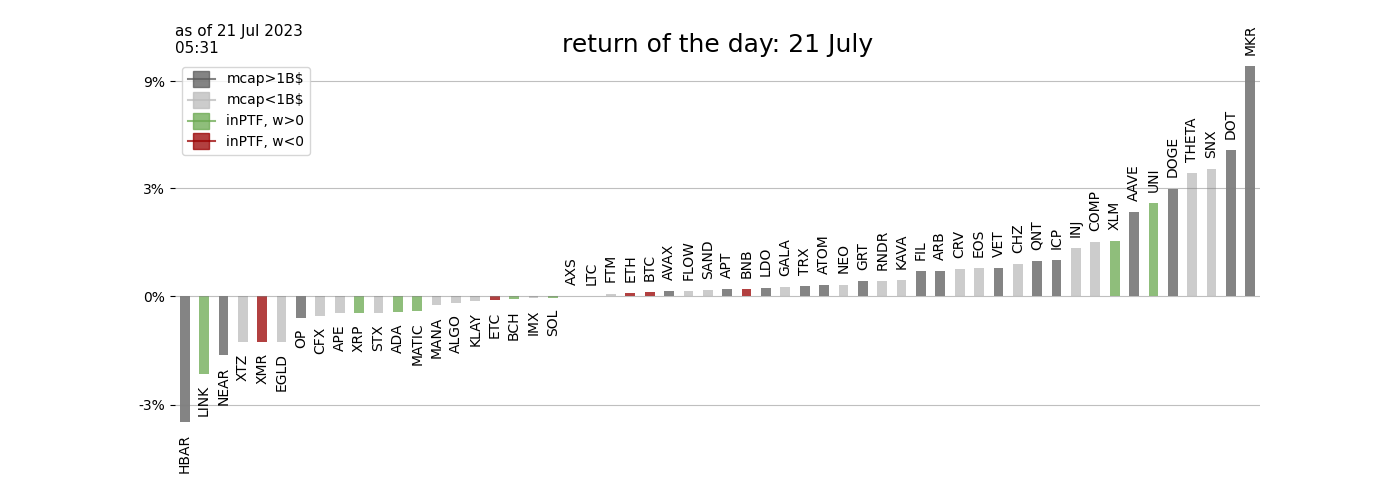 as of 21 Jul 2023
05:31
return of the day: 21 July
mcap>1B$
mcap<1B$
inPTF, w>0
inPTF, w<0
9%
3%
0%
-3%
HBAR
LINK
NEAR
XTZ
XMR
EGLD
OP
CFX
APE
XRP
STX
ADA
MATIC
MANA
ALGO
KLAY
ETC
BCH
IMX
SOL
AXS
LTC
FTM
ETH
BTC
AVAX
FLOW
SAND
APT
BNB
LDO
GALA
TRX
ATOM
NEO
GRT
RNDR
KAVA
FIL
ARB
CRV
EOS
VET
CHZ
QNT
ICP
INJ
COMP
XLM
AAVE
UNI
DOGE
THETA
SNX
DOT
MKR